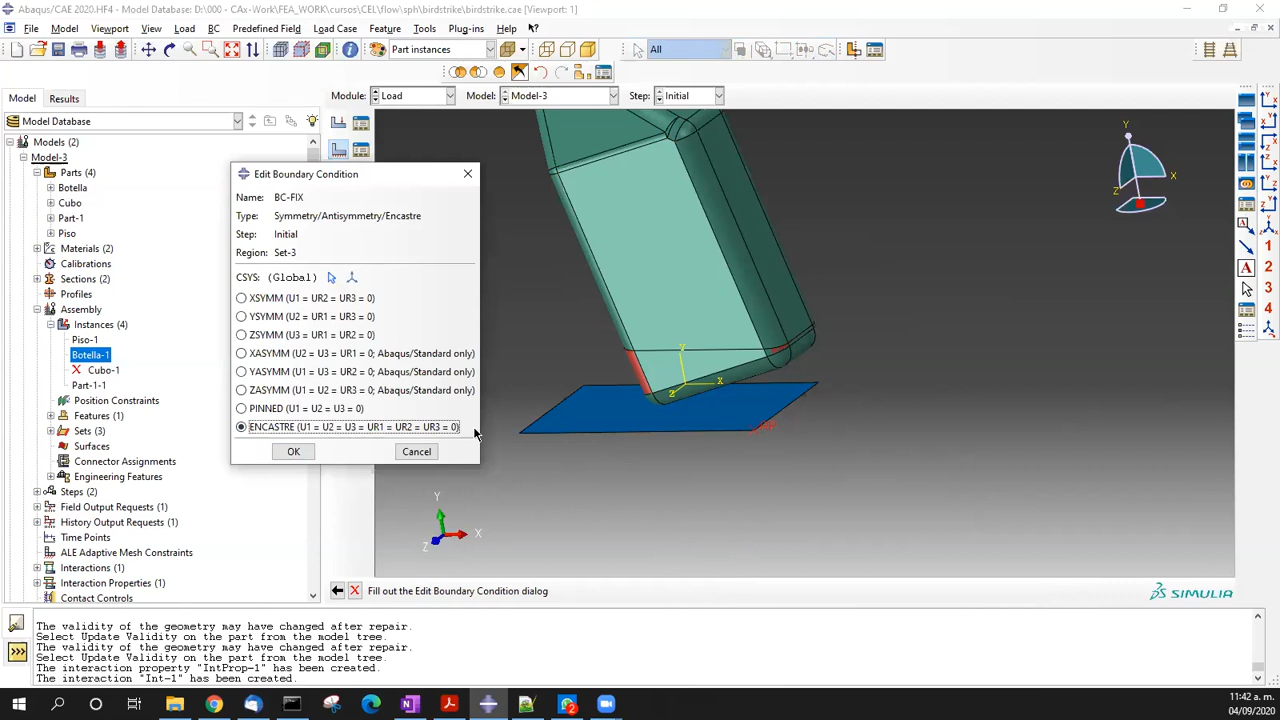 Abaqus/CAE 2020.HF4 - Model Database: D:\000 - CAx-Work\FEA_WORK\cursos\CEL\flow\sph\birdstrike\birdstrike.cae [Viewport: 1]
File Model Viewport View Load BC Predefined Field Load Case Feature Tools Plug-ins Help
Part instances All
Model Results Module: Load Model: Model-3 Step: Initial
Model Database
Models (2)
Model-3
Parts (4)
Botella
Cubo
Part-1
Piso
Materials (2)
Calibrations
Sections (2)
Profiles
Assembly
Instances (4)
Piso-1
Botella-1
Cubo-1
Part-1-1
Position Constraints
Features (1)
Sets (3)
Surfaces
Connector Assignments
Engineering Features
Steps (2)
Field Output Requests (1)
History Output Requests (1)
Time Points
ALE Adaptive Mesh Constraints
Interactions (1)
Interaction Properties (1)
Contact Controls
Edit Boundary Condition
Name: BC-FIX
Type: Symmetry/Antisymmetry/Encastre
Step: Initial
Region: Set-3
CSYS: (Global)
XSYMM (U1 = UR2 = UR3 = 0)
YSYMM (U2 = UR1 = UR3 = 0)
ZSYMM (U3 = UR1 = UR2 = 0)
XASYMM (U2 = U3 = UR1 = 0; Abaqus/Standard only)
YASYMM (U1 = U3 = UR2 = 0; Abaqus/Standard only)
ZASYMM (U1 = U2 = UR3 = 0; Abaqus/Standard only)
PINNED (U1 = U2 = U3 = 0)
ENCASTRE (U1 = U2 = U3 = UR1 = UR2 = UR3 = 0)
OK Cancel
Y
X
Z
Y
X
Z
RP
Y
X
Z
A
1
2
3
4
Fill out the Edit Boundary Condition dialog
SIMULIA
The validity of the geometry may have changed after repair.
Select Update Validity on the part from the model tree.
The validity of the geometry may have changed after repair.
Select Update Validity on the part from the model tree.
The interaction property "IntProp-1" has been created.
The interaction "Int-1" has been created.
>>>
11:42 a. m.
04/09/2020